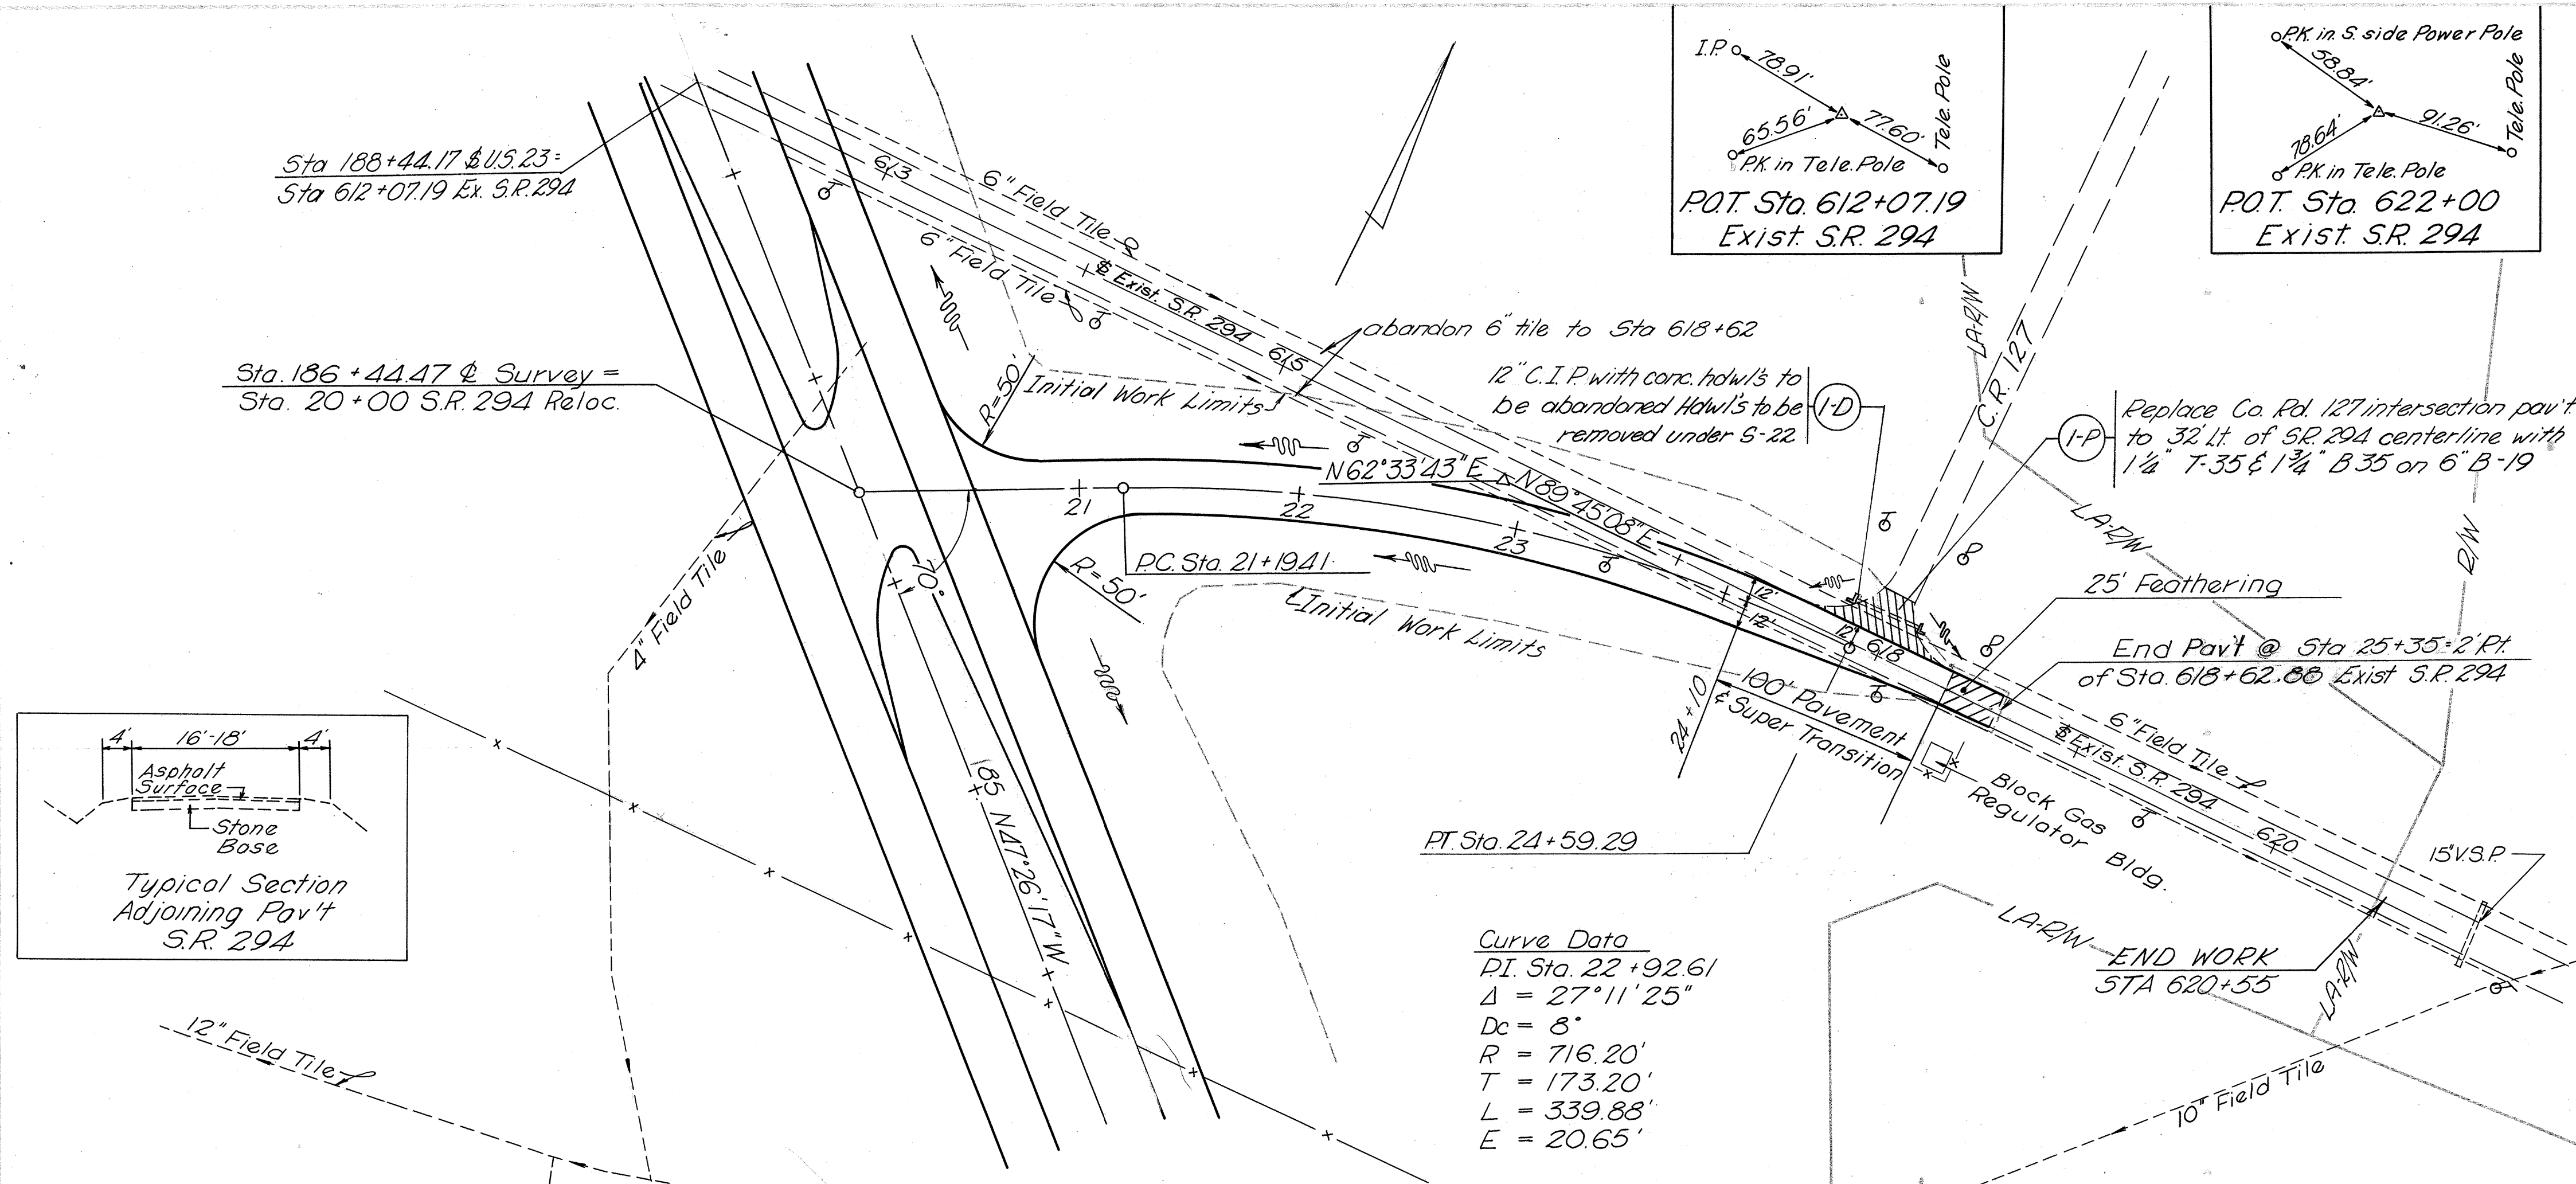 I.P.
78.91'
65.56'
77.60'
Tele. Pole
P.K. in Tele. Pole
P.O.T. Sta. 612+07.19
Exist. S.R. 294
P.K. in S. side Power Pole
58.84'
78.64'
91.26'
Tele. Pole
P.K. in Tele. Pole
P.O.T. Sta. 622+00
Exist. S.R. 294
Sta 188+44.17 ₵ U.S. 23 =
Sta 612+07.19 Ex. S.R. 294
613
6" Field Tile
6" Field Tile
₵ Exist. S.R. 294
615
abandon 6" tile to Sta 618+62
LA-R/W
C.R. 127
Sta. 186+44.47 ₵ Survey =
Sta. 20+00 S.R. 294 Reloc.
R=50'
Initial Work Limits
12" C.I.P. with conc. hdwl's to
be abandoned Hdwl's to be
removed under S-22
1-D
1-P
Replace Co. Rd. 127 intersection pav't.
to 32' Lt. of S.R. 294 centerline with
1¼" T-35 & 1¾" B 35 on 6" B-19
N62°33'43"E
N89°45'08"E
21
22
23
P.C. Sta. 21+19.41
R=50'
Initial Work Limits
4" Field Tile
LA-R/W
R/W
25' Feathering
End Pav't @ Sta 25+35=2' Rt.
of Sta. 618+62.88 Exist S.R. 294
12'
12'
12'
618
24+10
100' Pavement
& Super Transition
6" Field Tile
₵ Exist. S.R. 294
620
Block Gas
Regulator Bldg.
15" V.S.P.
P.T. Sta. 24+59.29
185
N47°26'17"W
4'
16'-18'
4'
Asphalt
Surface
Stone
Base
Typical Section
Adjoining Pav't
S.R. 294
Curve Data
P.I. Sta. 22+92.61
Δ = 27°11'25"
Dc = 8°
R = 716.20'
T = 173.20'
L = 339.88'
E = 20.65'
LA-R/W
END WORK
STA 620+55
LA-R/W
12" Field Tile
10" Field Tile